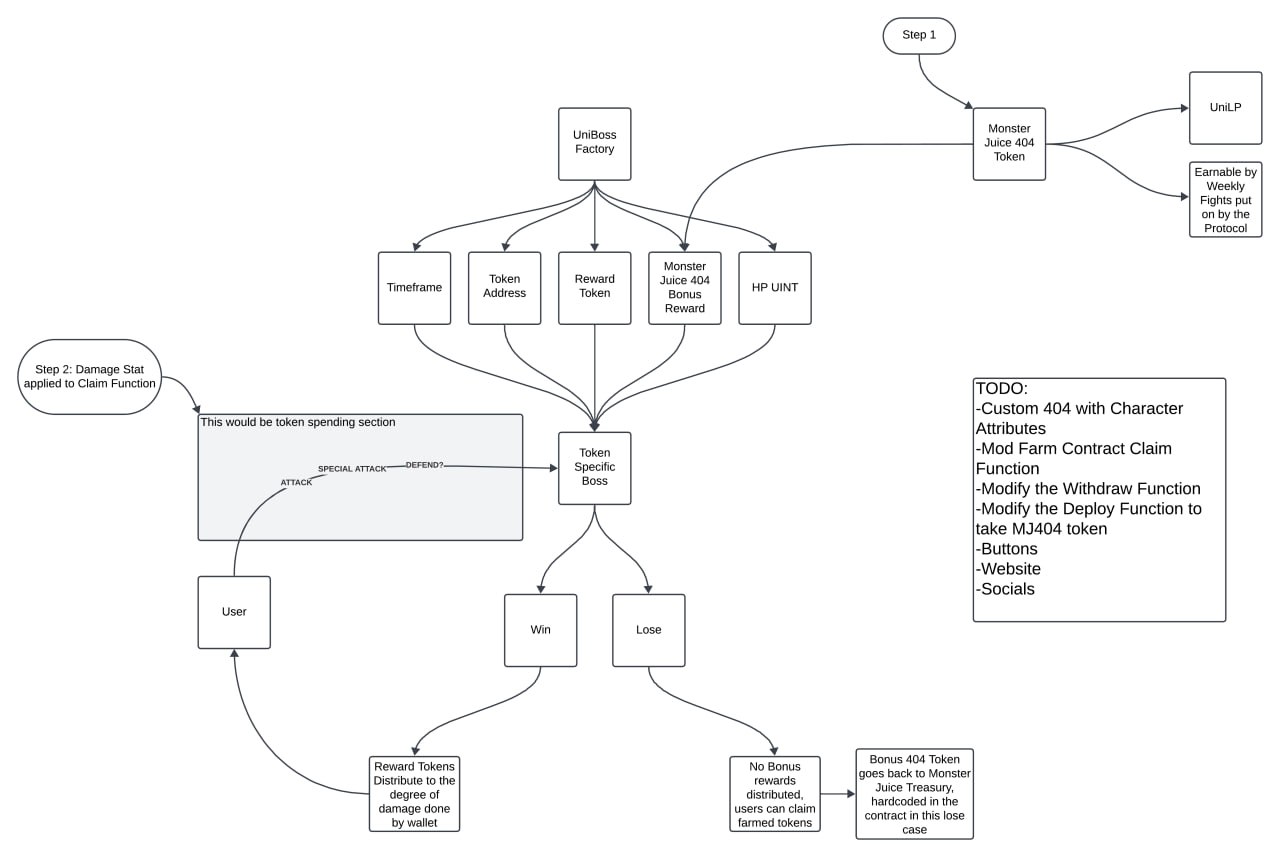 Step 1
UniBoss
Factory
Monster
Juice 404
Token
UniLP
Earnable by
Weekly
Fights put
on by the
Protocol
Timeframe
Token
Address
Reward
Token
Monster
Juice 404
Bonus
Reward
HP UINT
Step 2: Damage Stat
applied to Claim Function
This would be token spending section
ATTACK
SPECIAL ATTACK
DEFEND?
Token
Specific
Boss
TODO:
-Custom 404 with Character
Attributes
-Mod Farm Contract Claim
Function
-Modify the Withdraw Function
-Modify the Deploy Function to
take MJ404 token
-Buttons
-Website
-Socials
User
Win
Lose
Reward Tokens
Distribute to the
degree of
damage done
by wallet
No Bonus
rewards
distributed,
users can claim
farmed tokens
Bonus 404 Token
goes back to Monster
Juice Treasury,
hardcoded in the
contract in this lose
case